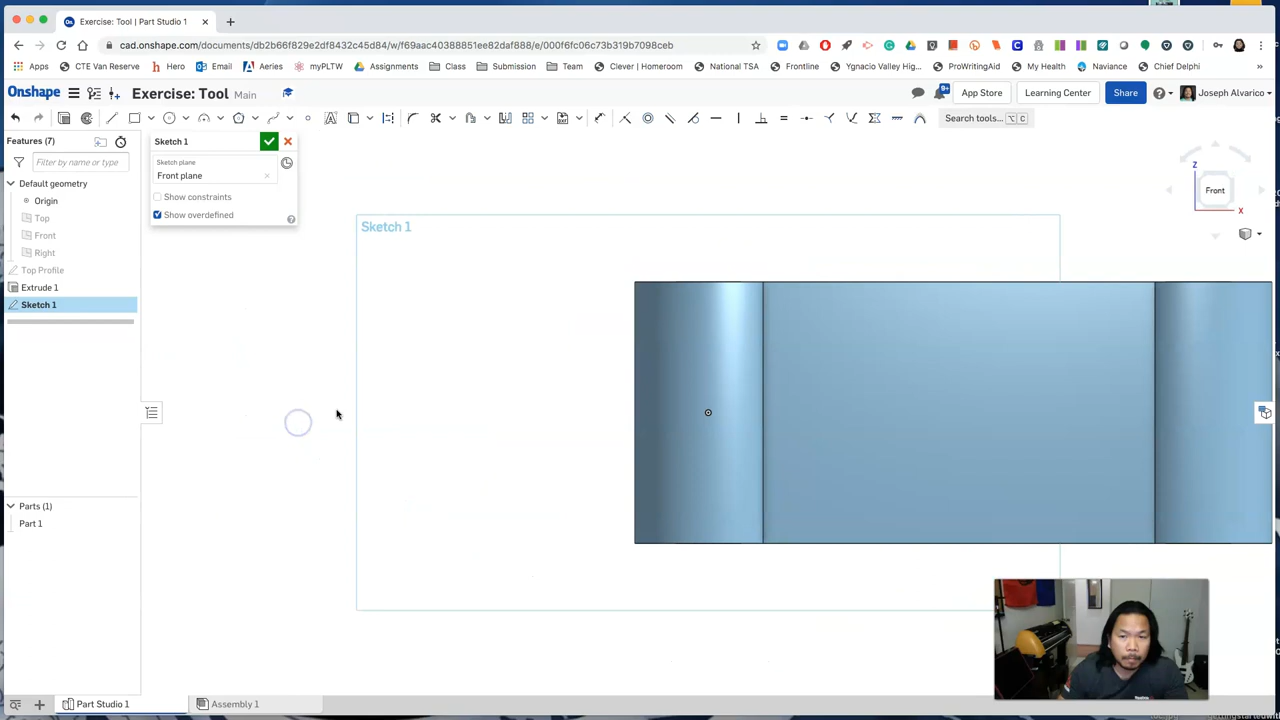 Exercise: Tool | Part Studio 1
cad.onshape.com/documents/db2b66f829e2df8432c45d84/w/f69aac40388851ee82daf888/e/000f6fc06c73b319b7098ceb
Apps CTE Van Reserve Hero Email Aeries myPLTW Assignments Class Submission Team Clever | Homeroom National TSA Frontline Ygnacio Valley Hig... ProWritingAid My Health Naviance Chief Delphi
Onshape Exercise: Tool Main 9+ App Store Learning Center Share Joseph Alvarico
Search tools... ⌥ C
Features (7)
Filter by name or type
Default geometry
Origin
Top
Front
Right
Top Profile
Extrude 1
Sketch 1
Sketch 1
Sketch plane
Front plane
Show constraints
Show overdefined
Sketch 1
Z
Front
X
Parts (1)
Part 1
Part Studio 1 Assembly 1